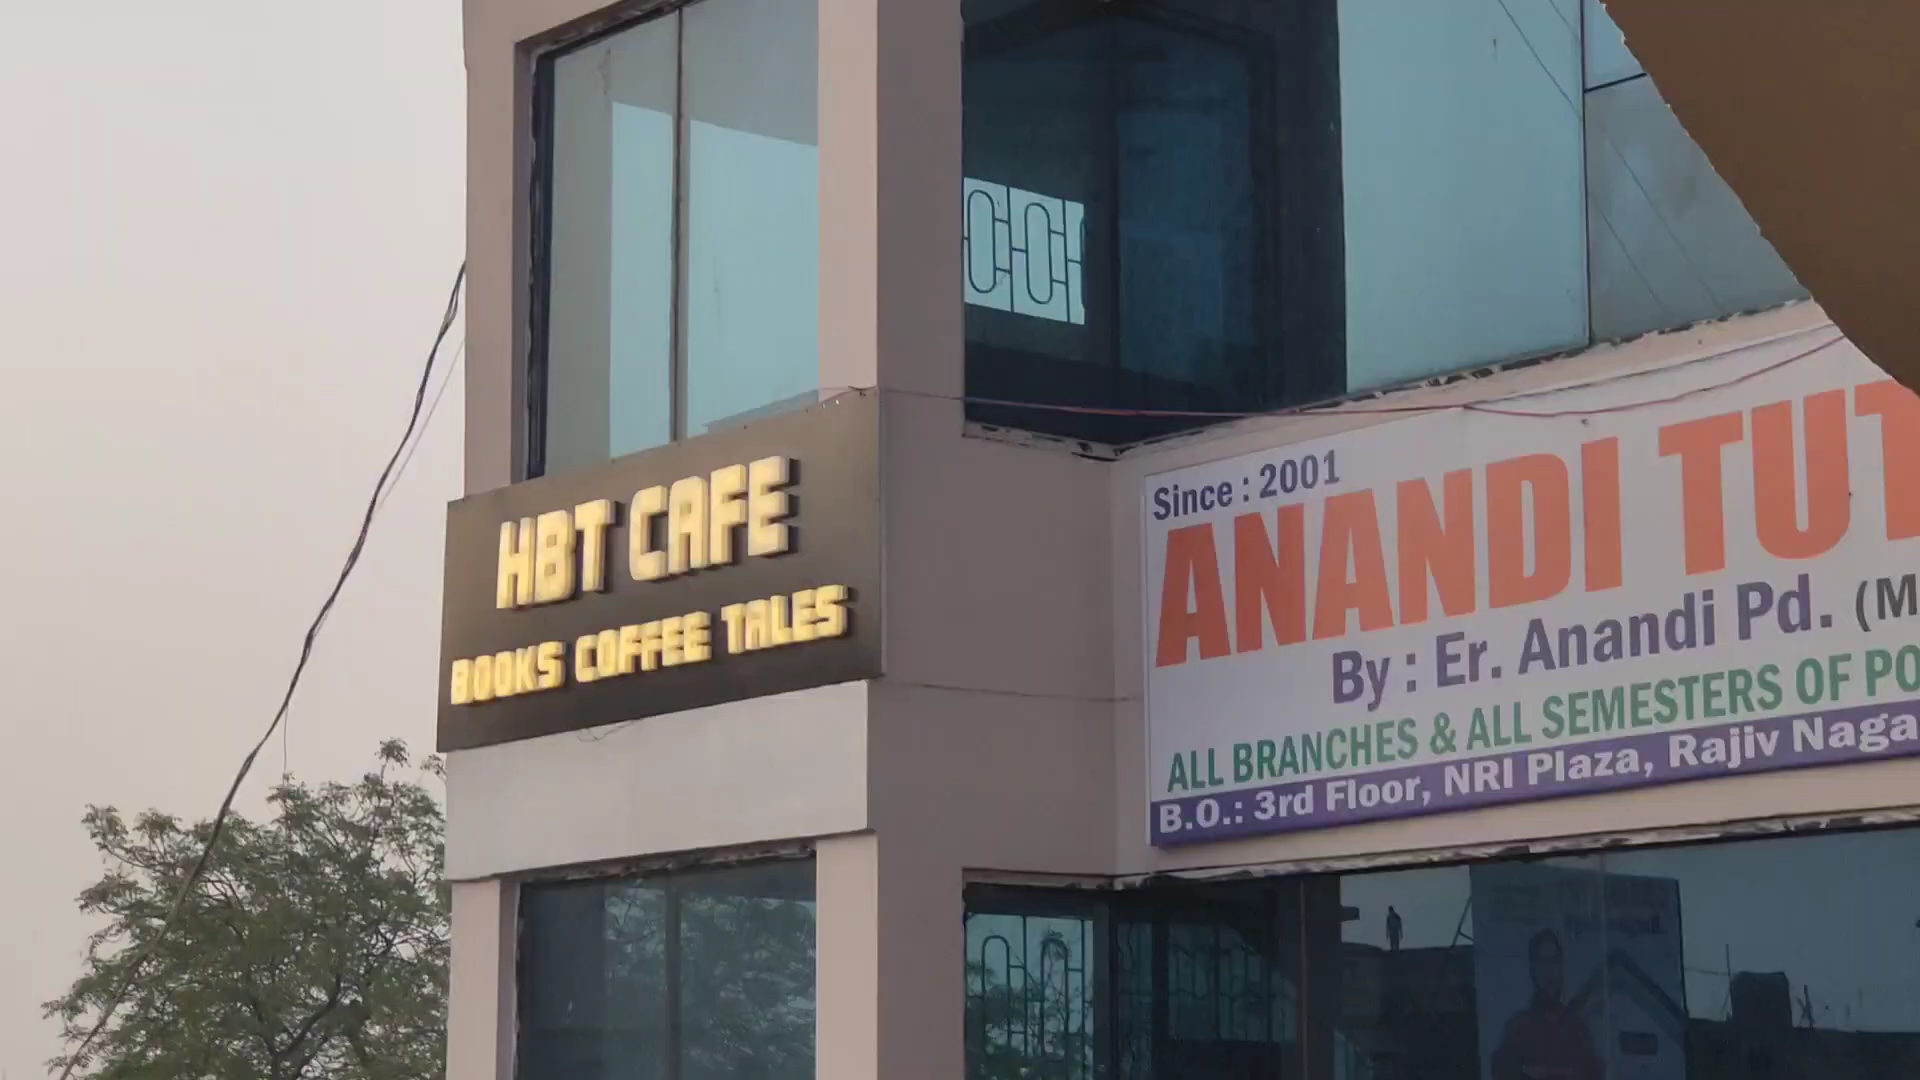 HBT CAFE
BOOKS COFFEE TALES
Since : 2001
ANANDI TUT
By : Er. Anandi Pd. (M
ALL BRANCHES & ALL SEMESTERS OF PO
B.O.: 3rd Floor, NRI Plaza, Rajiv Naga